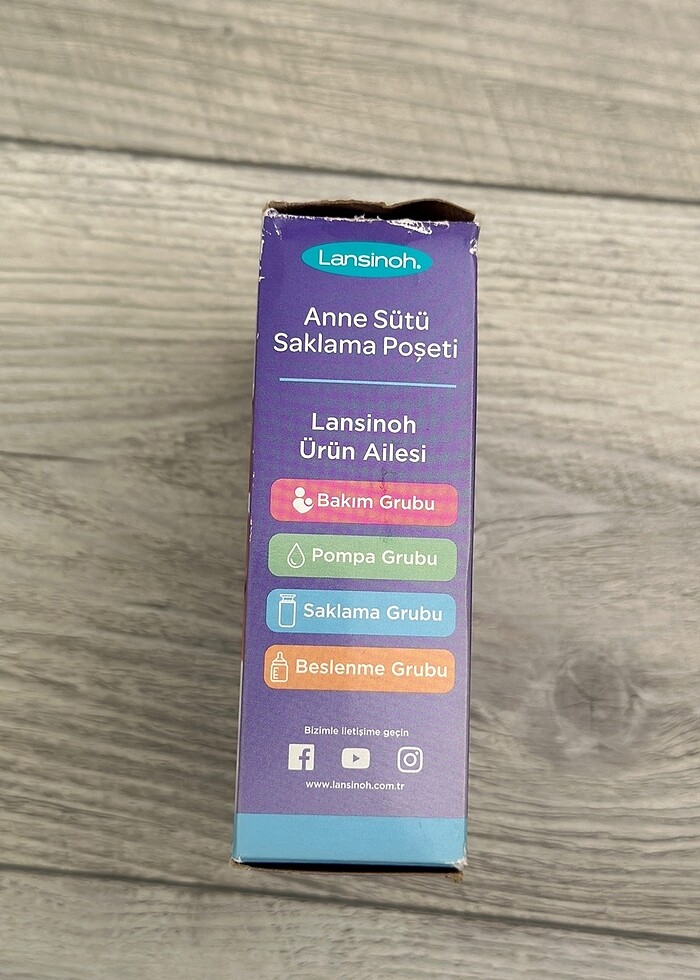 Lansinoh.
Anne Sütü
Saklama Poşeti
Lansinoh
Ürün Ailesi
Bakım Grubu
Pompa Grubu
Saklama Grubu
Beslenme Grubu
Bizimle iletişime geçin
www.lansinoh.com.tr